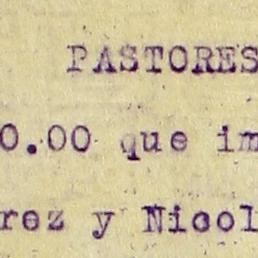 PASTORES
0.00 que im
rez y Nicol